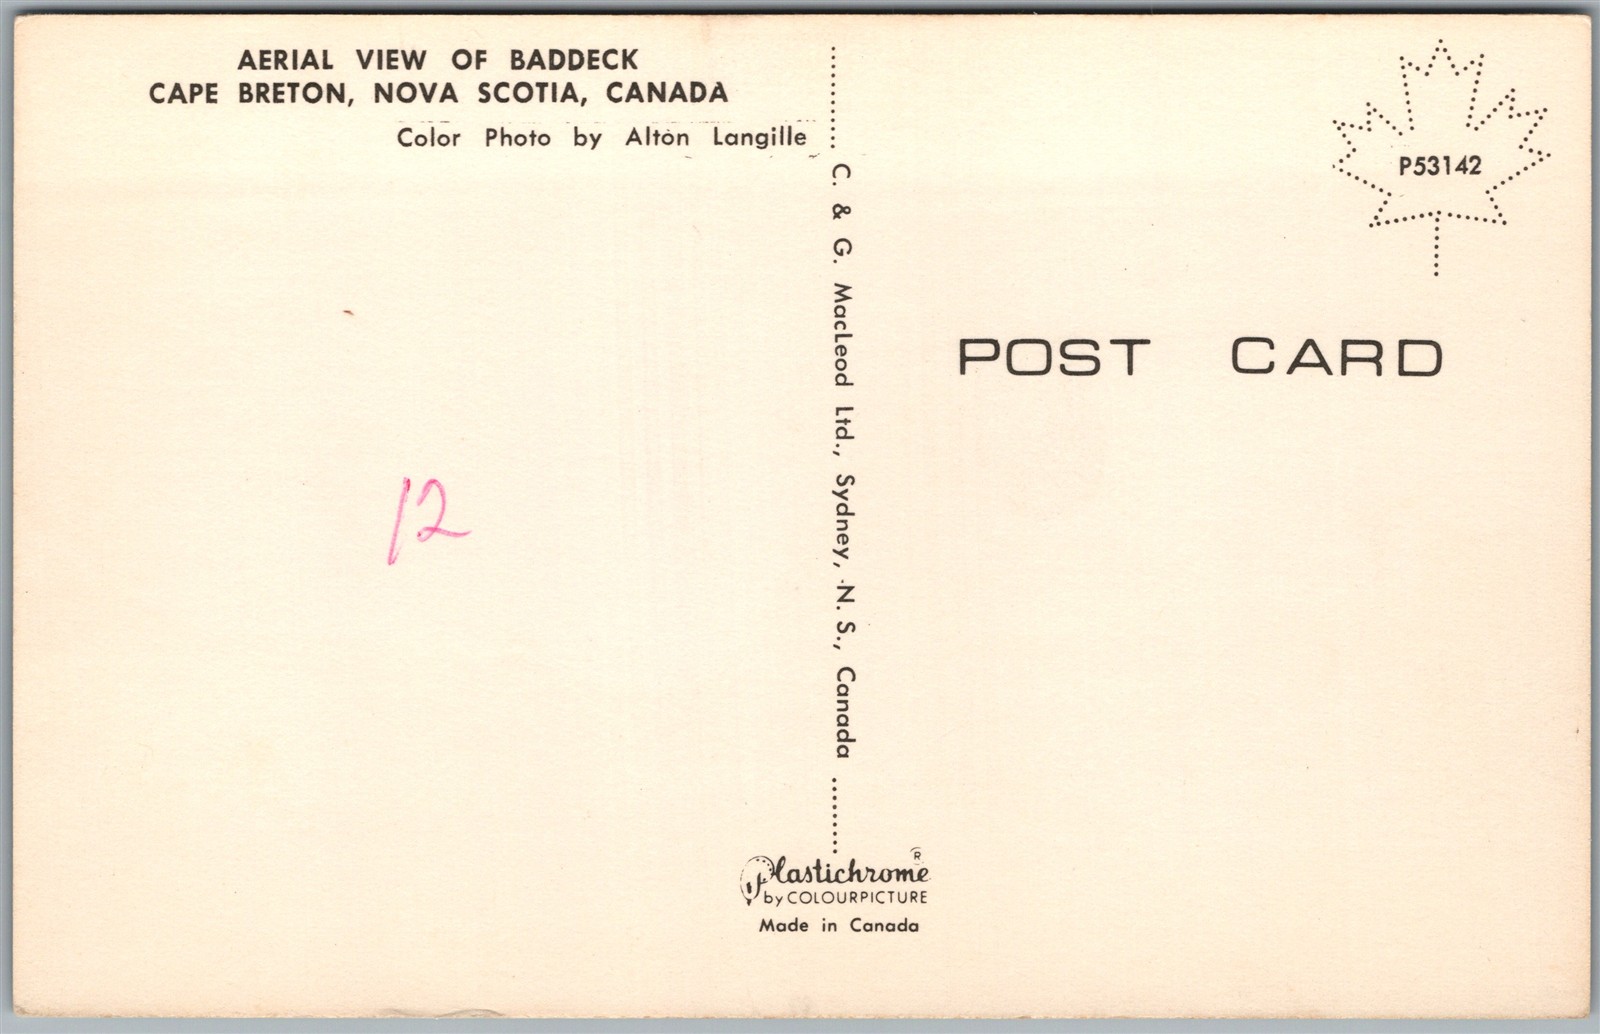 AERIAL VIEW OF BADDECK
CAPE BRETON, NOVA SCOTIA, CANADA
Color Photo by Alton Langille
12
C. & G. MacLeod Ltd., Sydney, N. S., Canada
Plastichrome ®
by COLOURPICTURE
Made in Canada
P53142
POST CARD